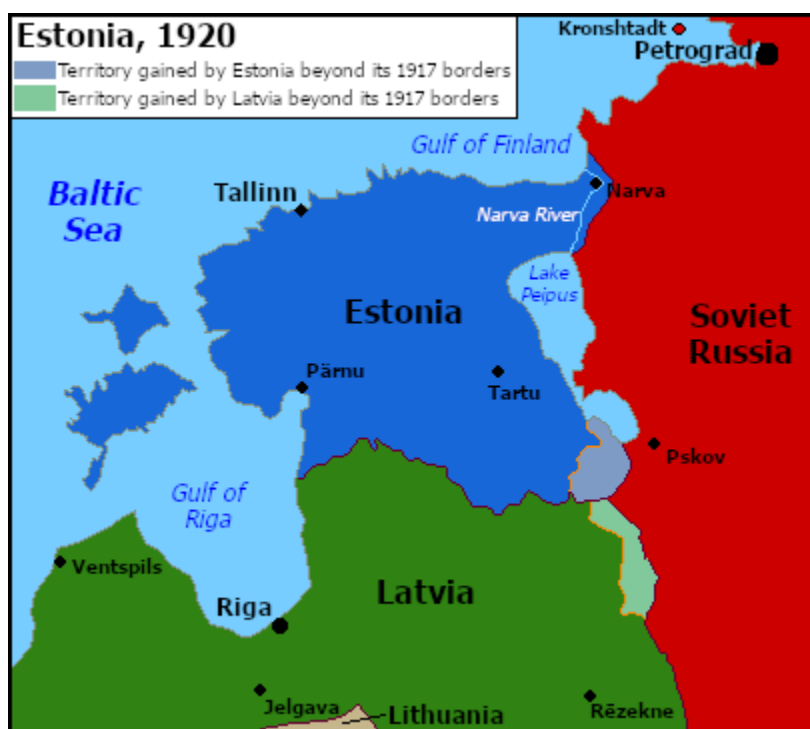 Estonia, 1920
Territory gained by Estonia beyond its 1917 borders
Territory gained by Latvia beyond its 1917 borders
Kronshtadt
Petrograd
Gulf of Finland
Baltic
Sea
Tallinn
Narva
Narva River
Lake
Peipus
Estonia
Soviet
Russia
Pärnu
Tartu
Pskov
Gulf of
Riga
Ventspils
Latvia
Riga
Jelgava
Lithuania
Rēzekne